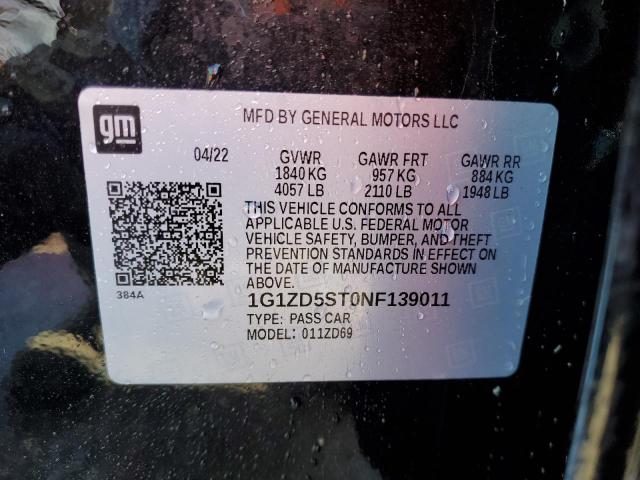 gm
MFD BY GENERAL MOTORS LLC
04/22 GVWR GAWR FRT GAWR RR
1840 KG 957 KG 884 KG
4057 LB 2110 LB 1948 LB
THIS VEHICLE CONFORMS TO ALL
APPLICABLE U.S. FEDERAL MOTOR
VEHICLE SAFETY, BUMPER, AND THEFT
PREVENTION STANDARDS IN EFFECT ON
THE DATE OF MANUFACTURE SHOWN
ABOVE.
384A
1G1ZD5ST0NF139011
TYPE: PASS CAR
MODEL: 011ZD69